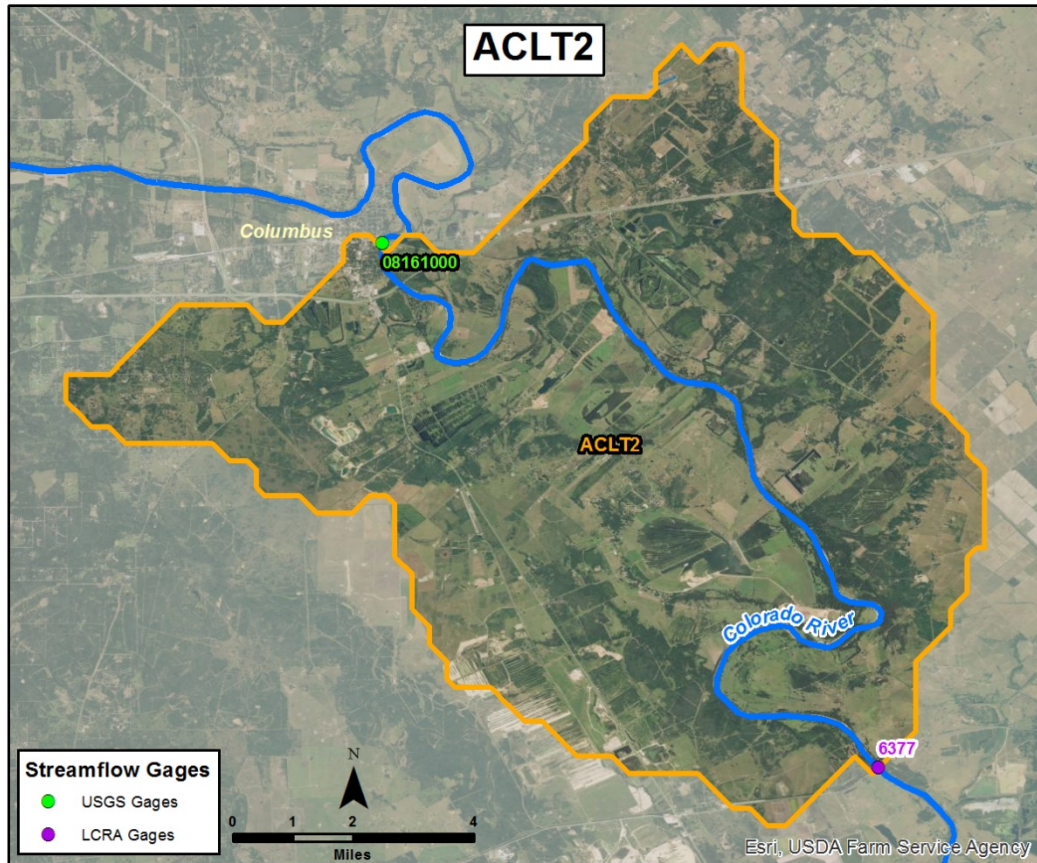 ACLT2
Columbus
08161000
ACLT2
Colorado River
6377
Streamflow Gages
USGS Gages
LCRA Gages
N
0 1 2 4
Miles
Esri, USDA Farm Service Agency